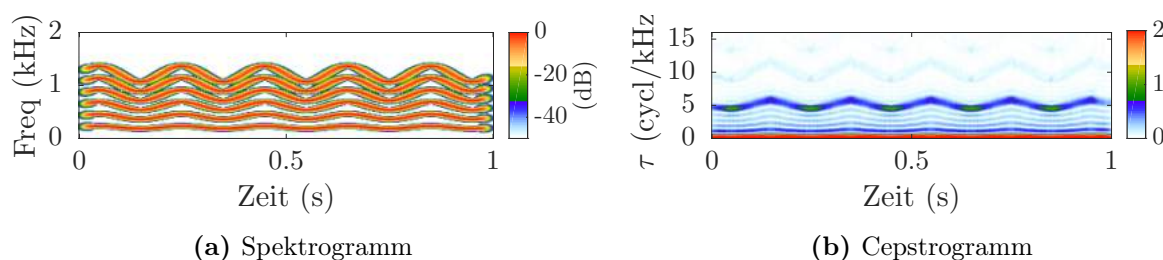 Freq (kHz)
2
1
0
0
0.5
1
Zeit (s)
0
-20
-40
(dB)
(a) Spektrogramm
τ (cycl/kHz
15
10
5
0
0
0.5
1
Zeit (s)
2
1
0
(b) Cepstrogramm